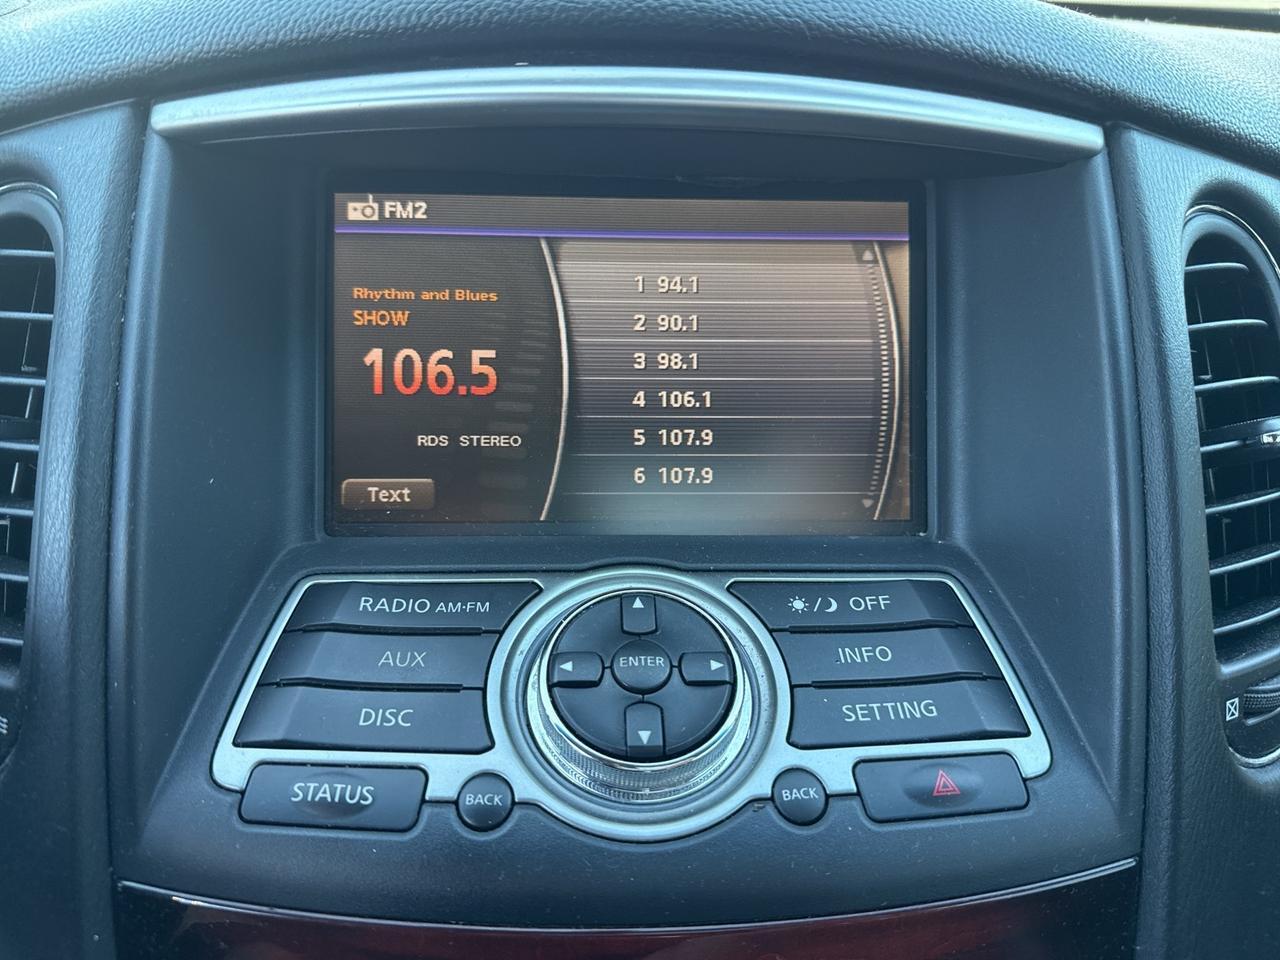 FM2
Rhythm and Blues
SHOW
106.5
RDS STEREO
Text
1 94.1
2 90.1
3 98.1
4 106.1
5 107.9
6 107.9
RADIO AM·FM
AUX
DISC
STATUS
BACK
ENTER
/ OFF
INFO
SETTING
BACK